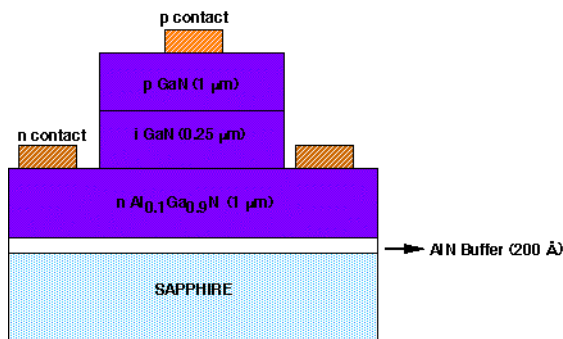 p contact
p GaN (1 µm)
n contact
i GaN (0.25 µm)
n Al0.1Ga0.9N (1 µm)
AlN Buffer (200 Å)
SAPPHIRE